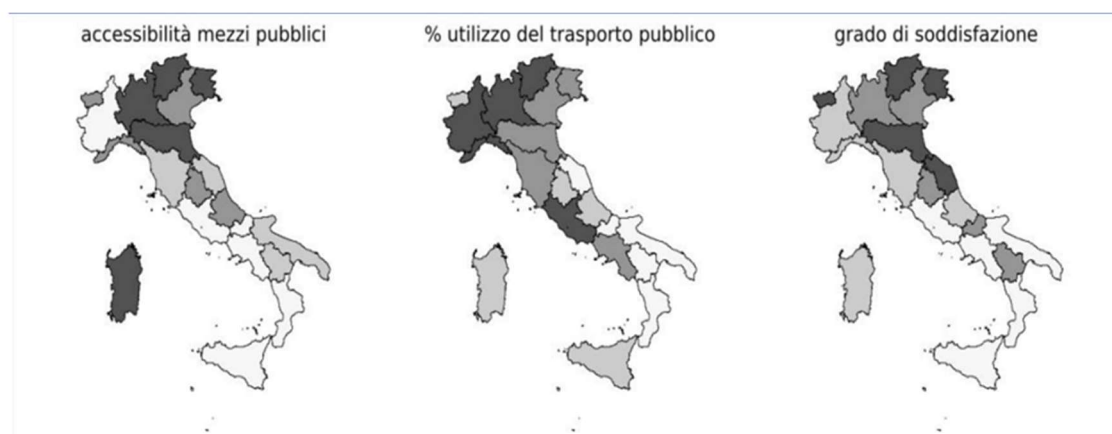 accessibilità mezzi pubblici
% utilizzo del trasporto pubblico
grado di soddisfazione